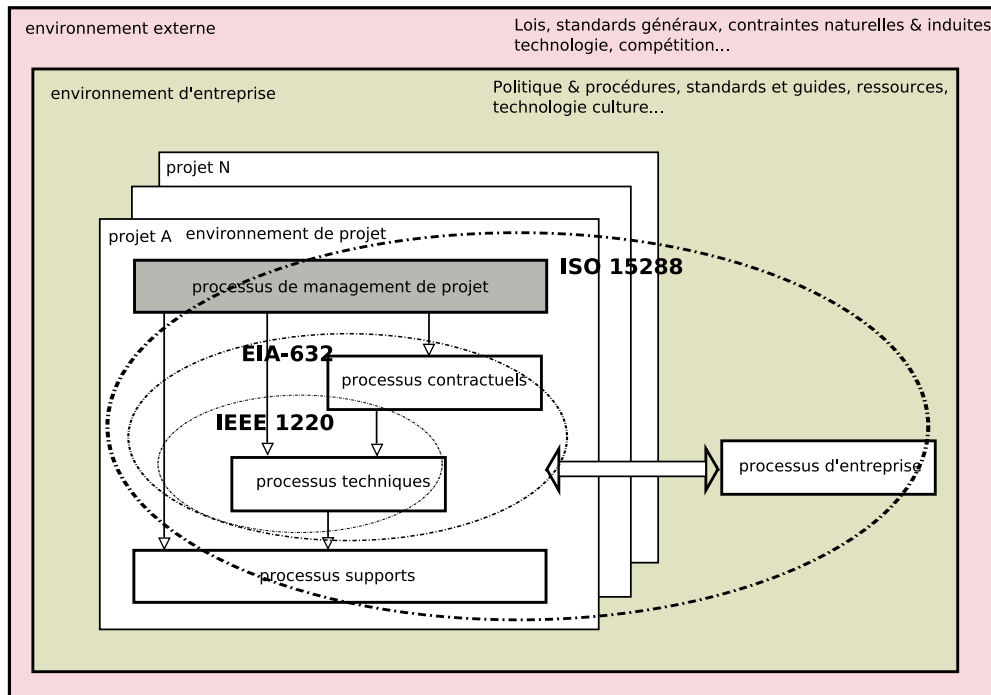 environnement externe
Lois, standards généraux, contraintes naturelles & induites
technologie, compétition...
environnement d'entreprise
Politique & procédures, standards et guides, ressources,
technologie culture...
projet N
projet A
environnement de projet
ISO 15288
processus de management de projet
EIA-632
processus contractuels
IEEE 1220
processus d'entreprise
processus techniques
processus supports